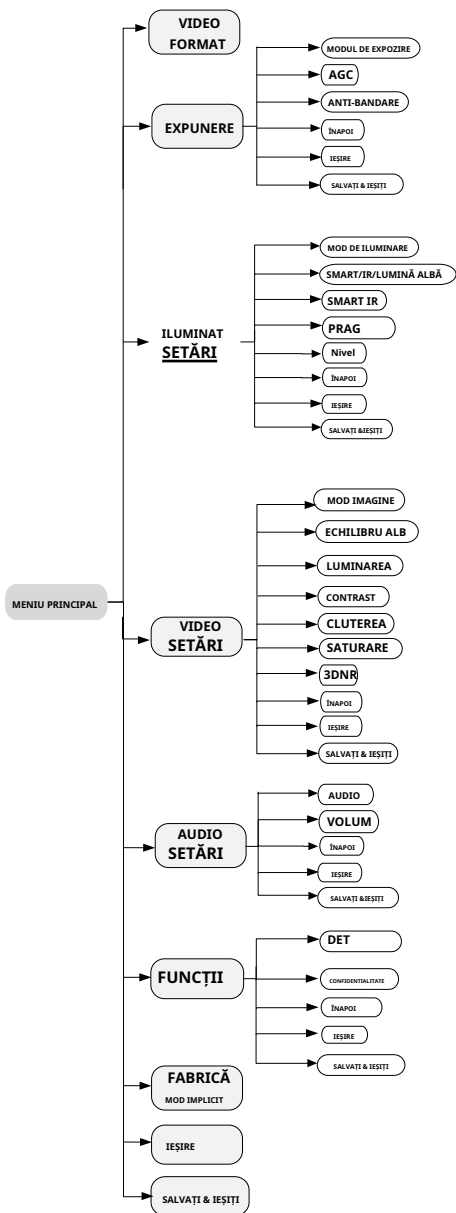 VIDEO
FORMAT
MODUL DE EXPOZIRE
AGC
ANTI-BANDARE
EXPUNERE
ÎNAPOI
IEȘIRE
SALVAȚI & IEȘIȚI
MOD DE ILUMINARE
SMART/IR/LUMINĂ ALBĂ
SMART IR
PRAG
ILUMINAT
SETĂRI
Nivel
ÎNAPOI
IEȘIRE
SALVAȚI &IEȘIȚI
MOD IMAGINE
ECHILIBRU ALB
LUMINAREA
CONTRAST
MENIU PRINCIPAL
CLUTEREA
VIDEO
SETĂRI
SATURARE
3DNR
ÎNAPOI
IEȘIRE
SALVAȚI & IEȘIȚI
AUDIO
VOLUM
AUDIO
SETĂRI
ÎNAPOI
IEȘIRE
SALVAȚI &IEȘIȚI
DET
FUNCȚII
CONFIDENTIALITATE
ÎNAPOI
IEȘIRE
SALVAȚI & IEȘIȚI
FABRICĂ
MOD IMPLICIT
IEȘIRE
SALVAȚI & IEȘIȚI